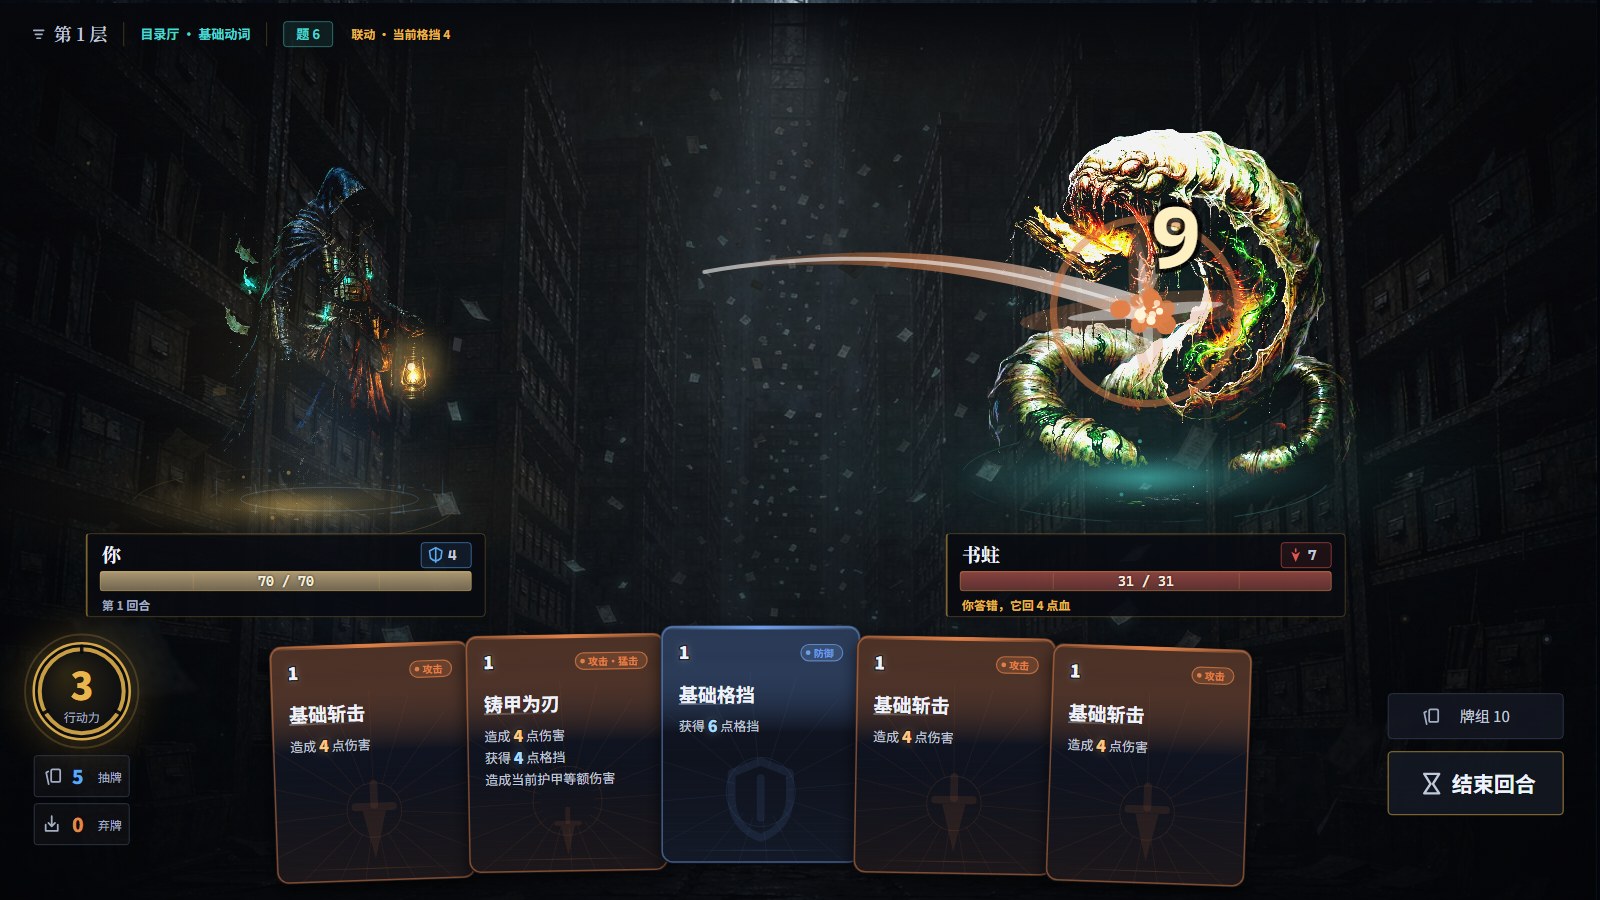 第 1 层
目录厅 · 基础动词
题 6
联动 · 当前格挡 4
9
你
4
70 / 70
第 1 回合
书蛀
7
31 / 31
你答错，它回 4 点血
3
行动力
5 抽牌
0 弃牌
1
攻击
基础斩击
造成 4 点伤害
1
攻击 · 猛击
铸甲为刃
造成 4 点伤害
获得 4 点格挡
造成当前护甲等额伤害
1
防御
基础格挡
获得 6 点格挡
1
攻击
基础斩击
造成 4 点伤害
1
攻击
基础斩击
造成 4 点伤害
牌组 10
结束回合